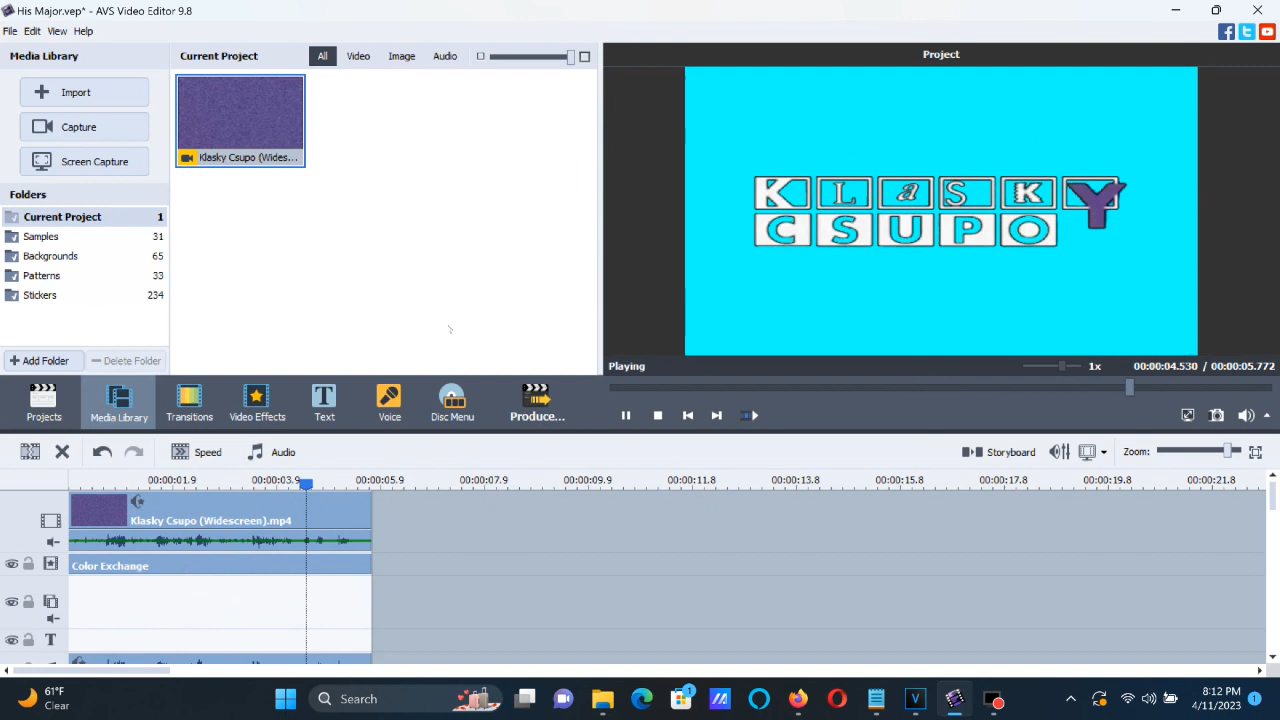 His Major.vep* - AVS Video Editor 9.8
File Edit View Help
Media Library
Import
Capture
Screen Capture
Folders
Current Project 1
Samples 31
Backgrounds 65
Patterns 33
Stickers 234
Add Folder Delete Folder
Current Project All Video Image Audio
Klasky Csupo (Wides...
Project
KLaSKY
CSUPO
Playing 1x 00:00:04.530 / 00:00:05.772
Projects Media Library Transitions Video Effects Text Voice Disc Menu Produce...
Speed Audio Storyboard Zoom:
00:00:01.9 00:00:03.9 00:00:05.9 00:00:07.9 00:00:09.9 00:00:11.8 00:00:13.8 00:00:15.8 00:00:17.8 00:00:19.8 00:00:21.8
Klasky Csupo (Widescreen).mp4
Color Exchange
T
61°F
Clear
Search
1
V
8:12 PM
4/11/2023
1